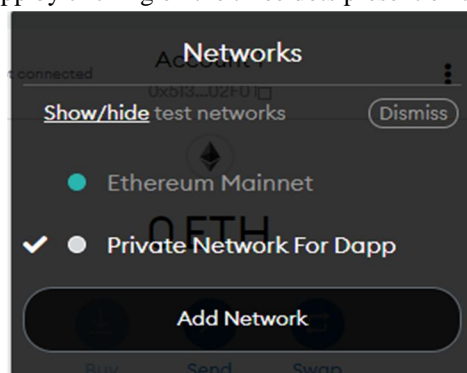 Networks
t connected
Account 1
0x513...02F0
Show/hide test networks
Dismiss
Ethereum Mainnet
0 ETH
Private Network For Dapp
Add Network
Buy Send Swap